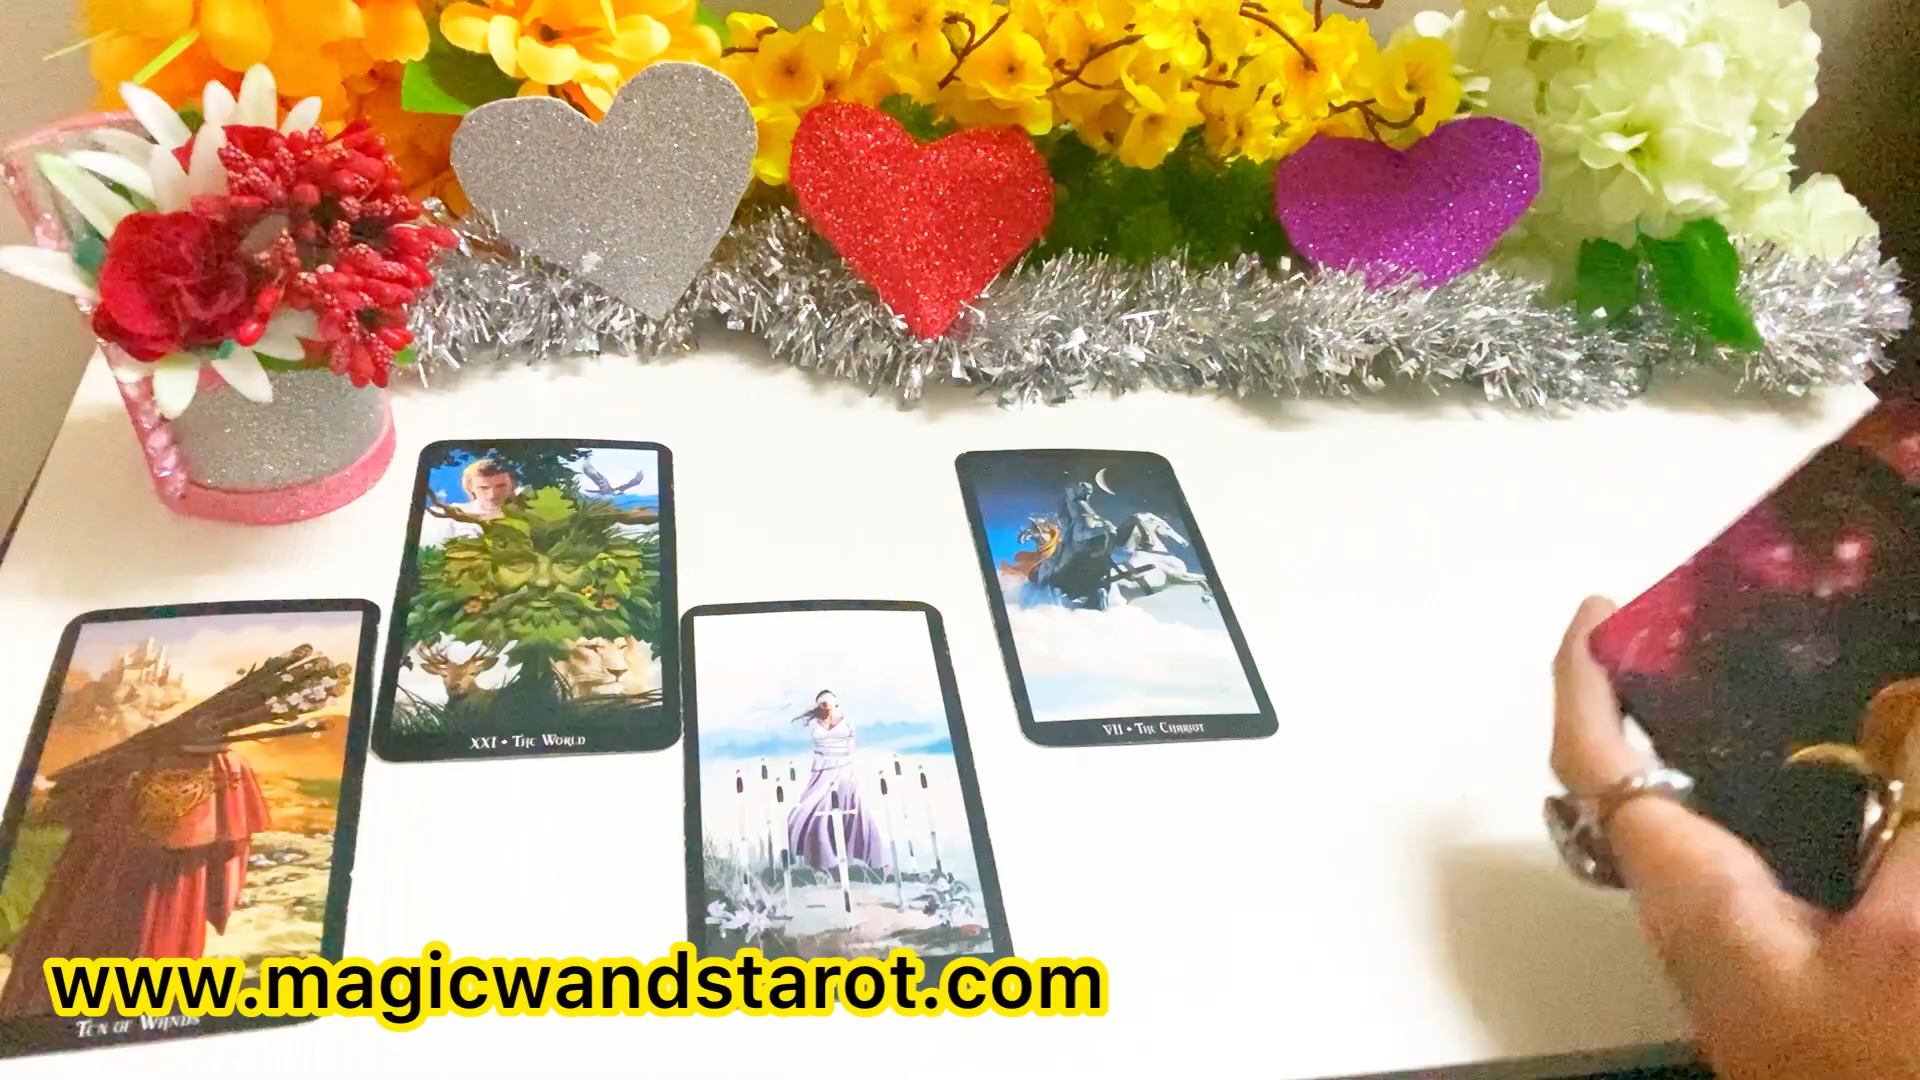 XXI • The World
VII • The Chariot
www.magicwandstarot.com
Ten of Wands